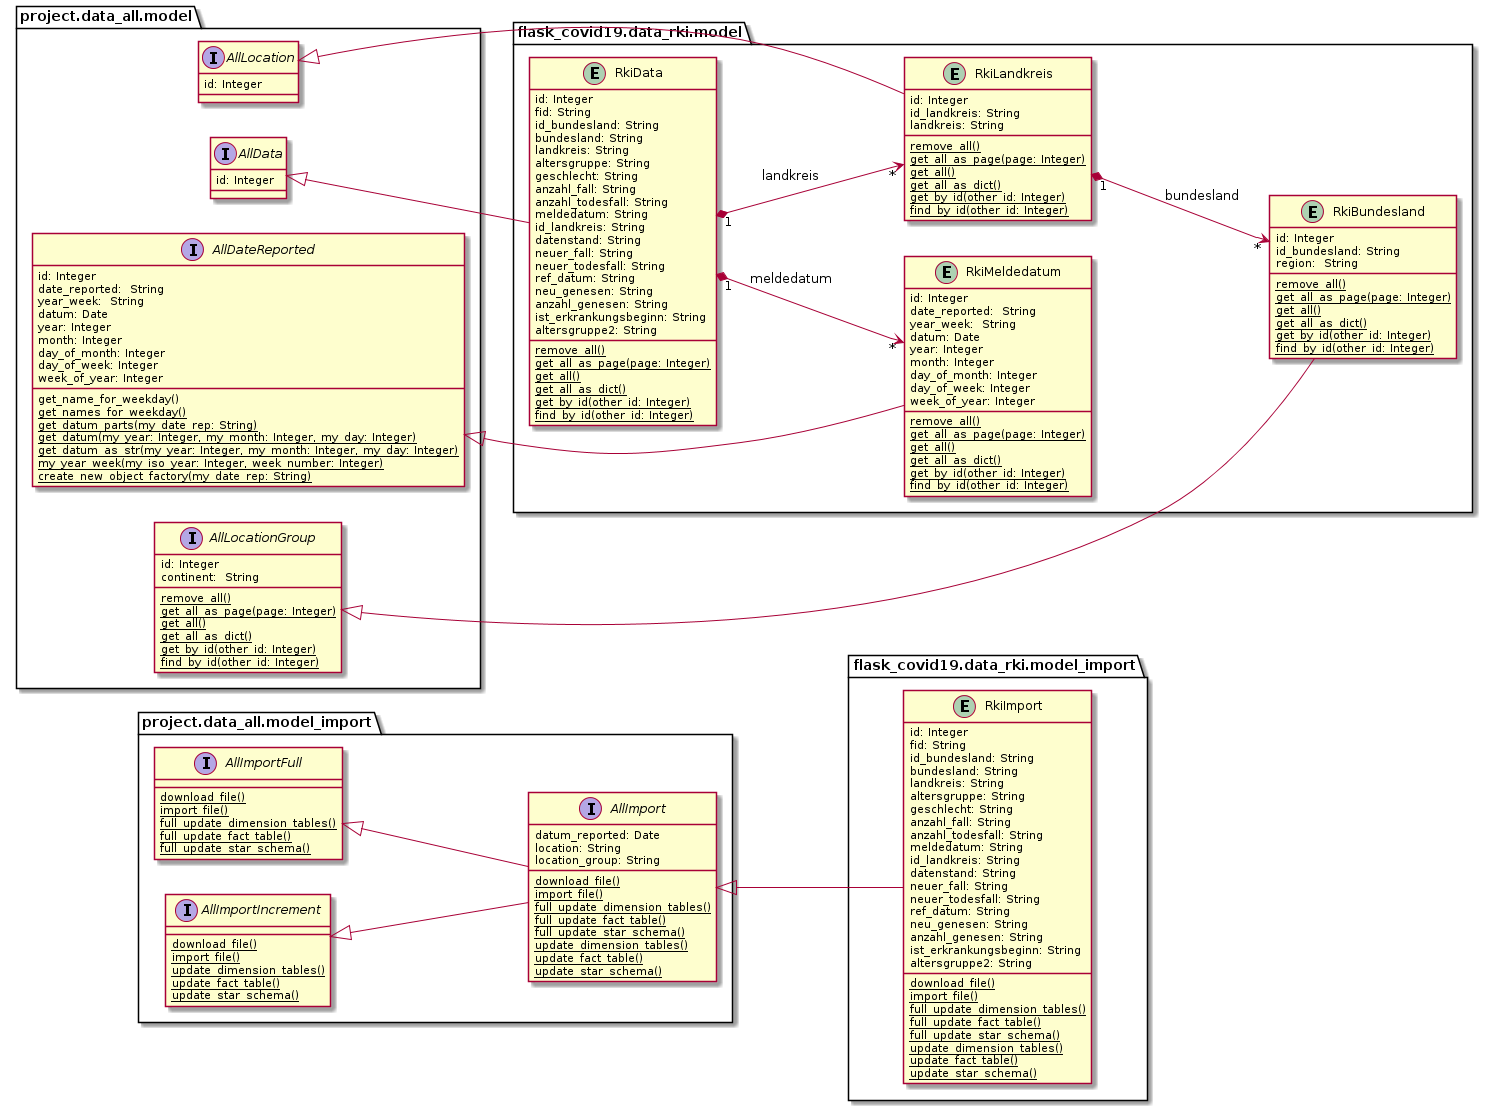 project.data_all.model
I AllLocation
id: Integer
I AllData
id: Integer
I AllDateReported
id: Integer
date_reported:  String
year_week:  String
datum: Date
year: Integer
month: Integer
day_of_month: Integer
day_of_week: Integer
week_of_year: Integer
get_name_for_weekday()
get_names_for_weekday()
get_datum_parts(my_date_rep: String)
get_datum(my_year: Integer, my_month: Integer, my_day: Integer)
get_datum_as_str(my_year: Integer, my_month: Integer, my_day: Integer)
my_year_week(my_iso_year: Integer, week_number: Integer)
create_new_object_factory(my_date_rep: String)
I AllLocationGroup
id: Integer
continent:  String
remove_all()
get_all_as_page(page: Integer)
get_all()
get_all_as_dict()
get_by_id(other_id: Integer)
find_by_id(other_id: Integer)
flask_covid19.data_rki.model
E RkiData
id: Integer
fid: String
id_bundesland: String
bundesland: String
landkreis: String
altersgruppe: String
geschlecht: String
anzahl_fall: String
anzahl_todesfall: String
meldedatum: String
id_landkreis: String
datenstand: String
neuer_fall: String
neuer_todesfall: String
ref_datum: String
neu_genesen: String
anzahl_genesen: String
ist_erkrankungsbeginn: String
altersgruppe2: String
remove_all()
get_all_as_page(page: Integer)
get_all()
get_all_as_dict()
get_by_id(other_id: Integer)
find_by_id(other_id: Integer)
landkreis
1
*
meldedatum
1
*
E RkiLandkreis
id: Integer
id_landkreis: String
landkreis: String
remove_all()
get_all_as_page(page: Integer)
get_all()
get_all_as_dict()
get_by_id(other_id: Integer)
find_by_id(other_id: Integer)
bundesland
1
*
E RkiMeldedatum
id: Integer
date_reported:  String
year_week:  String
datum: Date
year: Integer
month: Integer
day_of_month: Integer
day_of_week: Integer
week_of_year: Integer
remove_all()
get_all_as_page(page: Integer)
get_all()
get_all_as_dict()
get_by_id(other_id: Integer)
find_by_id(other_id: Integer)
E RkiBundesland
id: Integer
id_bundesland: String
region:  String
remove_all()
get_all_as_page(page: Integer)
get_all()
get_all_as_dict()
get_by_id(other_id: Integer)
find_by_id(other_id: Integer)
project.data_all.model_import
I AllImportFull
download_file()
import_file()
full_update_dimension_tables()
full_update_fact_table()
full_update_star_schema()
I AllImportIncrement
download_file()
import_file()
update_dimension_tables()
update_fact_table()
update_star_schema()
I AllImport
datum_reported: Date
location: String
location_group: String
download_file()
import_file()
full_update_dimension_tables()
full_update_fact_table()
full_update_star_schema()
update_dimension_tables()
update_fact_table()
update_star_schema()
flask_covid19.data_rki.model_import
E RkiImport
id: Integer
fid: String
id_bundesland: String
bundesland: String
landkreis: String
altersgruppe: String
geschlecht: String
anzahl_fall: String
anzahl_todesfall: String
meldedatum: String
id_landkreis: String
datenstand: String
neuer_fall: String
neuer_todesfall: String
ref_datum: String
neu_genesen: String
anzahl_genesen: String
ist_erkrankungsbeginn: String
altersgruppe2: String
download_file()
import_file()
full_update_dimension_tables()
full_update_fact_table()
full_update_star_schema()
update_dimension_tables()
update_fact_table()
update_star_schema()